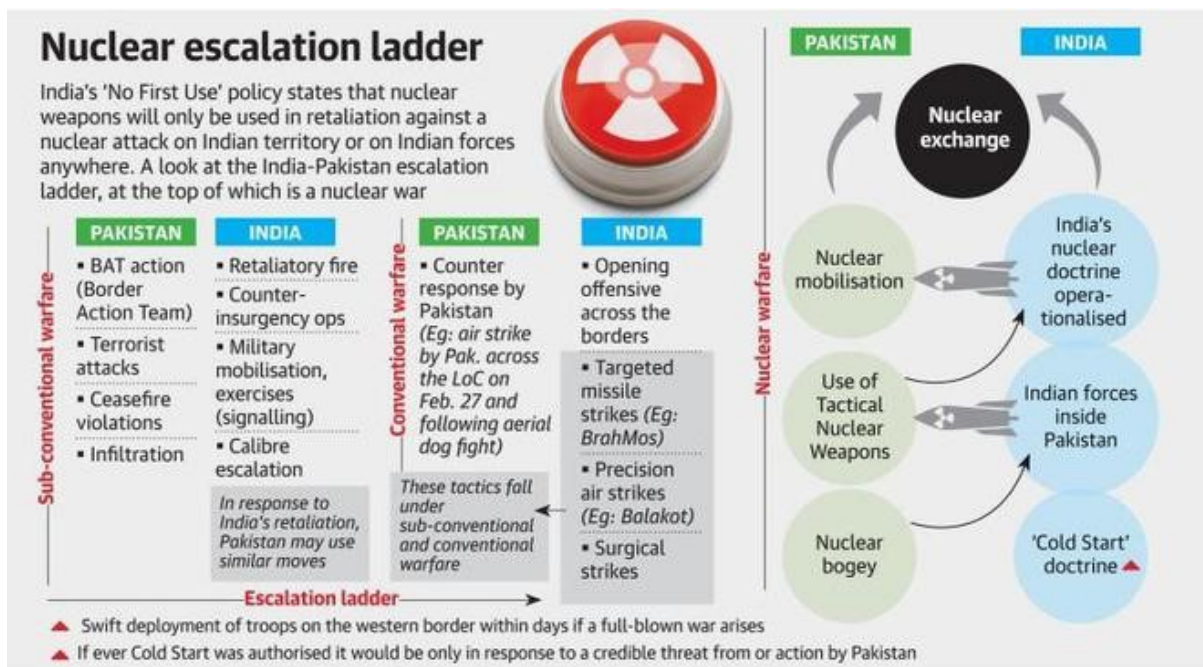 Nuclear escalation ladder
India's 'No First Use' policy states that nuclear
weapons will only be used in retaliation against a
nuclear attack on Indian territory or on Indian forces
anywhere. A look at the India-Pakistan escalation
ladder, at the top of which is a nuclear war
Sub-conventional warfare
PAKISTAN
▪ BAT action
(Border
Action Team)
▪ Terrorist
attacks
▪ Ceasefire
violations
▪ Infiltration
INDIA
▪ Retaliatory fire
▪ Counter-
insurgency ops
▪ Military
mobilisation,
exercises
(signalling)
▪ Calibre
escalation
In response to
India's retaliation,
Pakistan may use
similar moves
Conventional warfare
PAKISTAN
▪ Counter
response by
Pakistan
(Eg: air strike
by Pak. across
the LoC on
Feb. 27 and
following aerial
dog fight)
These tactics fall
under
sub-conventional
and conventional
warfare
INDIA
▪ Opening
offensive
across the
borders
▪ Targeted
missile
strikes (Eg:
BrahMos)
▪ Precision
air strikes
(Eg: Balakot)
▪ Surgical
strikes
Escalation ladder
▲ Swift deployment of troops on the western border within days if a full-blown war arises
▲ If ever Cold Start was authorised it would be only in response to a credible threat from or action by Pakistan
Nuclear warfare
PAKISTAN
INDIA
Nuclear
exchange
Nuclear
mobilisation
India's
nuclear
doctrine
opera-
tionalised
Use of
Tactical
Nuclear
Weapons
Indian forces
inside
Pakistan
Nuclear
bogey
'Cold Start'
doctrine ▲